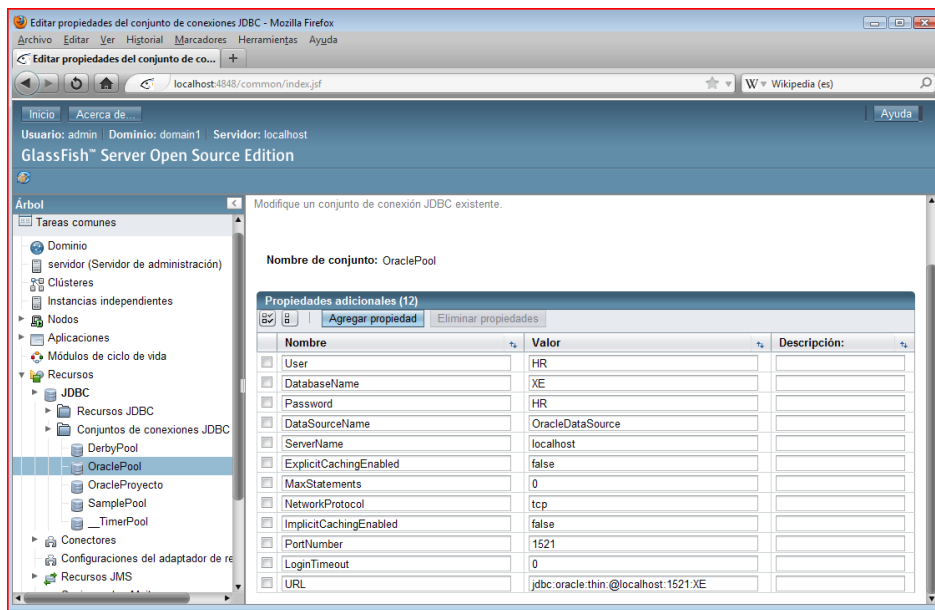 Editar propiedades del conjunto de conexiones JDBC - Mozilla Firefox
Archivo Editar Ver Historial Marcadores Herramientas Ayuda
Editar propiedades del conjunto de co... +
localhost:4848/common/index.jsf
W Wikipedia (es)
Inicio Acerca de... Ayuda
Usuario: admin Dominio: domain1 Servidor: localhost
GlassFish™ Server Open Source Edition
Árbol
Tareas comunes
Dominio
servidor (Servidor de administración)
Clústeres
Instancias independientes
Nodos
Aplicaciones
Módulos de ciclo de vida
Recursos
JDBC
Recursos JDBC
Conjuntos de conexiones JDBC
DerbyPool
OraclePool
OracleProyecto
SamplePool
__TimerPool
Conectores
Configuraciones del adaptador de re
Recursos JMS
Modifique un conjunto de conexión JDBC existente.
Nombre de conjunto: OraclePool
Propiedades adicionales (12)
Agregar propiedad Eliminar propiedades
Nombre Valor Descripción:
User HR
DatabaseName XE
Password HR
DataSourceName OracleDataSource
ServerName localhost
ExplicitCachingEnabled false
MaxStatements 0
NetworkProtocol tcp
ImplicitCachingEnabled false
PortNumber 1521
LoginTimeout 0
URL jdbc:oracle:thin:@localhost:1521:XE